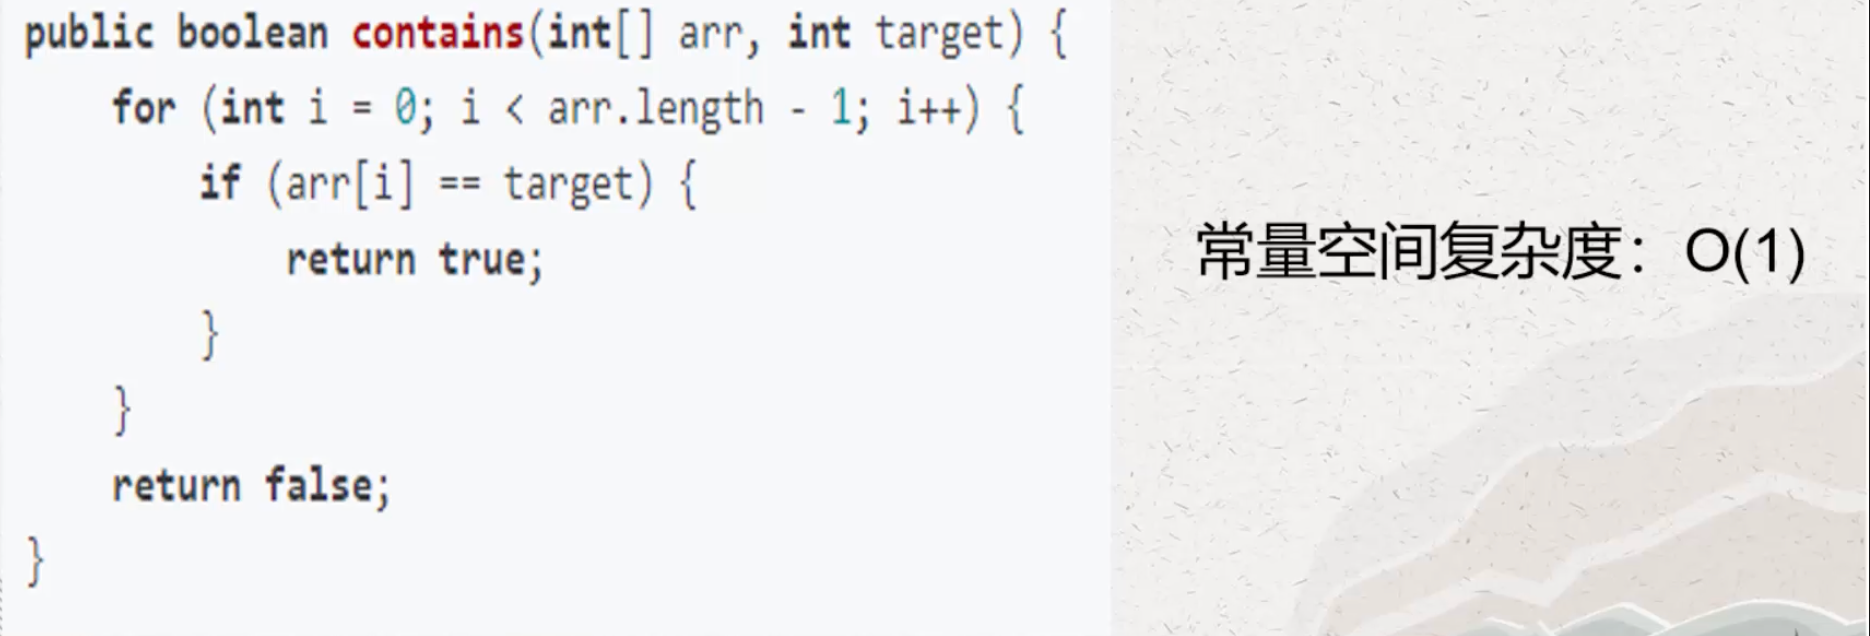 public boolean contains(int[] arr, int target) {
for (int i = 0; i < arr.length - 1; i++) {
if (arr[i] == target) {
return true;
}
}
return false;
}
常量空间复杂度：O(1)